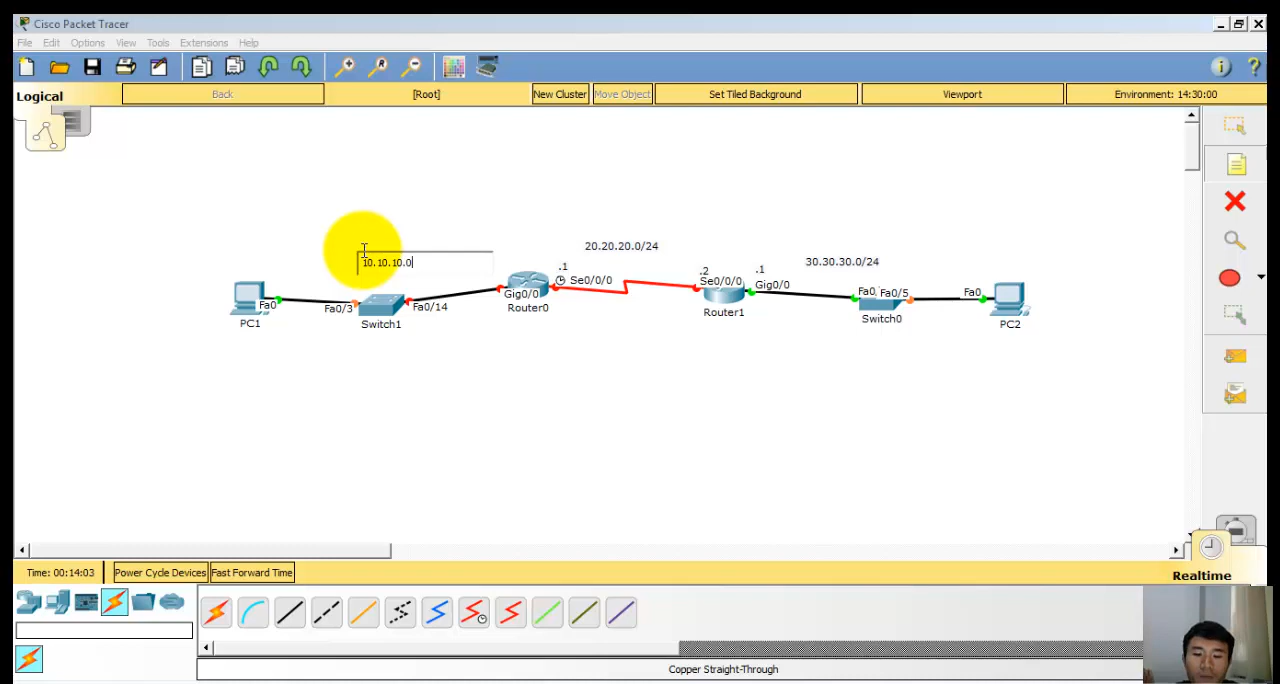 Cisco Packet Tracer
File Edit Options View Tools Extensions Help
Logical
Back
[Root]
New Cluster
Move Object
Set Tiled Background
Viewport
Environment: 14:30:00
20.20.20.0/24
10.10.10.0
30.30.30.0/24
.1
Se0/0/0
.2
Se0/0/0
.1
Gig0/0
Fa0
Fa0/3
Fa0/14
Gig0/0
Fa0
Fa0/5
Fa0
PC1
Switch1
Router0
Router1
Switch0
PC2
Time: 00:14:03
Power Cycle Devices
Fast Forward Time
Realtime
Copper Straight-Through